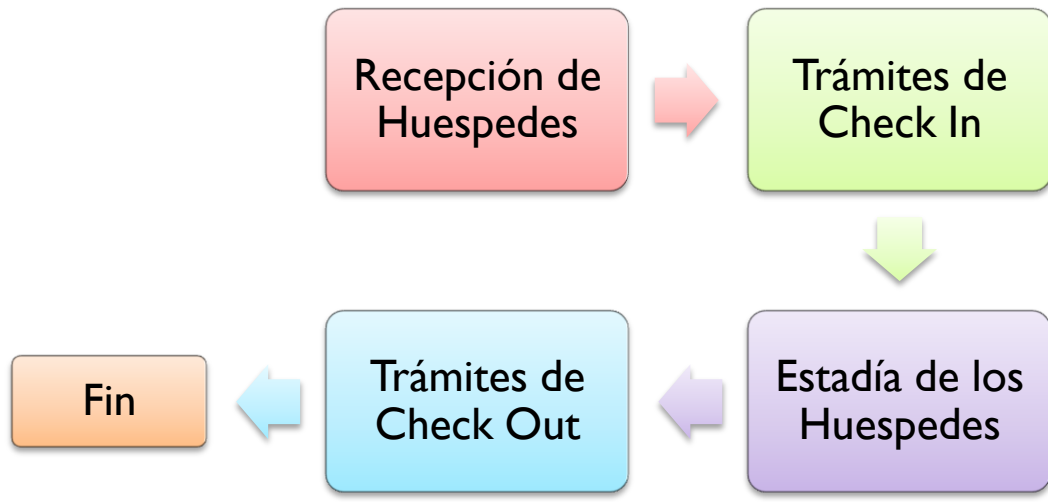 Recepción de
Huespedes
Trámites de
Check In
Estadía de los
Huespedes
Trámites de
Check Out
Fin